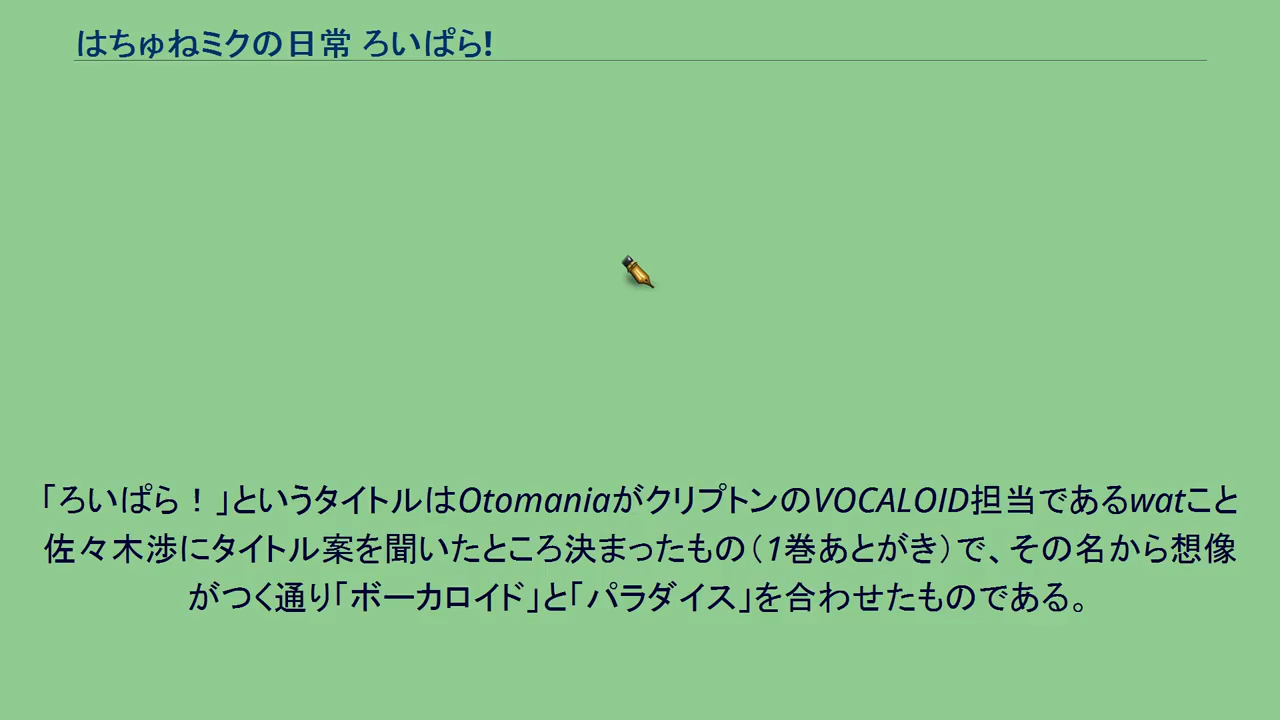 はちゅねミクの日常 ろいぱら!
「ろいぱら！」というタイトルはOtomaniaがクリプトンのVOCALOID担当であるwatこと
佐々木渉にタイトル案を聞いたところ決まったもの（1巻あとがき）で、その名から想像
がつく通り「ボーカロイド」と「パラダイス」を合わせたものである。